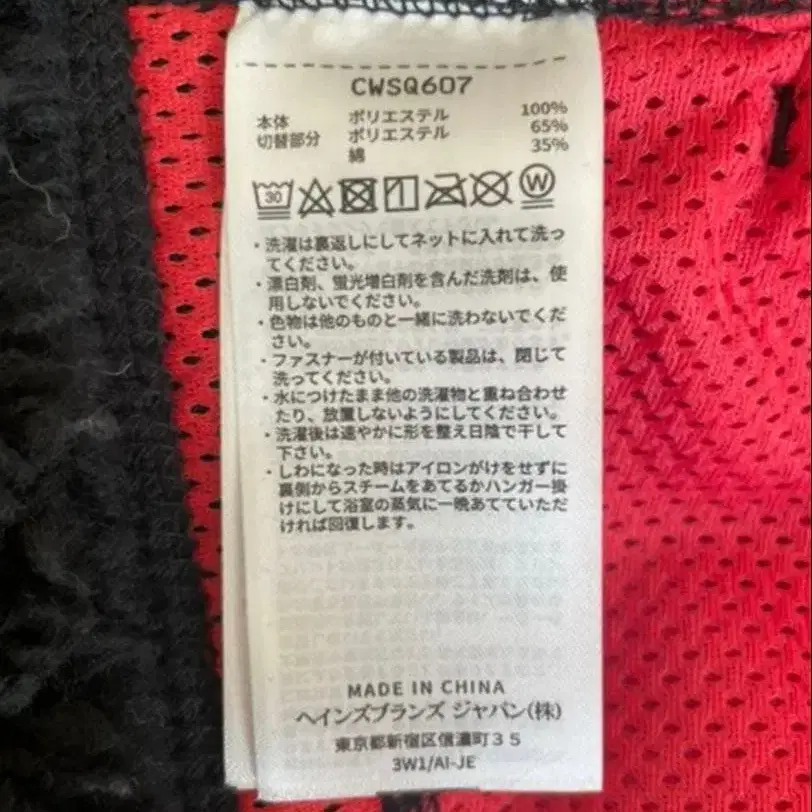 CWSQ607
本体 ポリエステル 100%
切替部分 ポリエステル 65%
綿 35%
30 W
・洗濯は裏返しにしてネットに入れて洗っ
てください。
・漂白剤、蛍光増白剤を含んだ洗剤は、使
用しないでください。
・色物は他のものと一緒に洗わないでくだ
さい。
・ファスナーが付いている製品は、閉じて
洗ってください。
・水につけたまま他の洗濯物と重ね合わせ
たり、放置しないようにしてください。
・洗濯後は速やかに形を整え日陰で干して
下さい。
・しわになった時はアイロンがけをせずに
裏側からスチームをあてるかハンガー掛
けにして浴室の蒸気に一晩あてていただ
ければ回復します。
MADE IN CHINA
ヘインズブランズ ジャパン(株)
東京都新宿区信濃町35
3W1/AI-JE